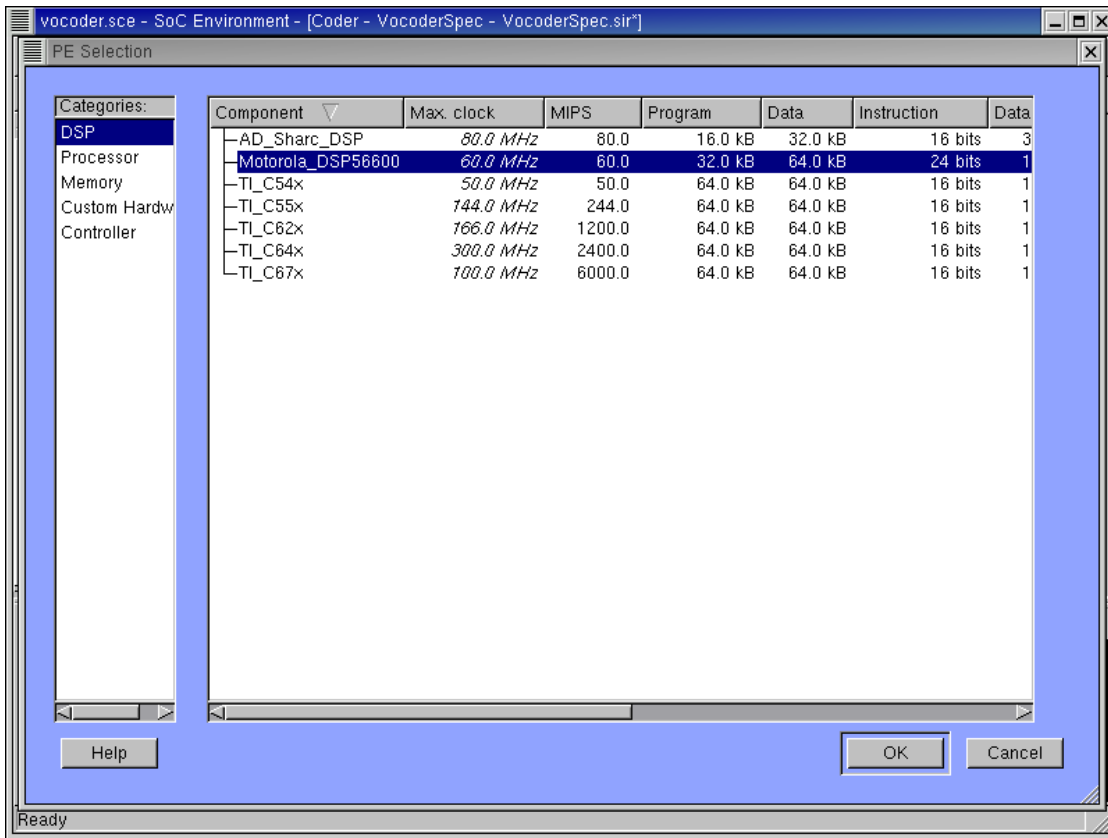 vocoder.sce - SoC Environment - [Coder - VocoderSpec - VocoderSpec.sir*]
PE Selection
Categories:
DSP
Processor
Memory
Custom Hardw
Controller
Component Max. clock MIPS Program Data Instruction Data
AD_Sharc_DSP 80.0 MHz 80.0 16.0 kB 32.0 kB 16 bits 3
Motorola_DSP56600 60.0 MHz 60.0 32.0 kB 64.0 kB 24 bits 1
TI_C54x 50.0 MHz 50.0 64.0 kB 64.0 kB 16 bits 1
TI_C55x 144.0 MHz 244.0 64.0 kB 64.0 kB 16 bits 1
TI_C62x 166.0 MHz 1200.0 64.0 kB 64.0 kB 16 bits 1
TI_C64x 300.0 MHz 2400.0 64.0 kB 64.0 kB 16 bits 1
TI_C67x 100.0 MHz 6000.0 64.0 kB 64.0 kB 16 bits 1
Help OK Cancel
Ready